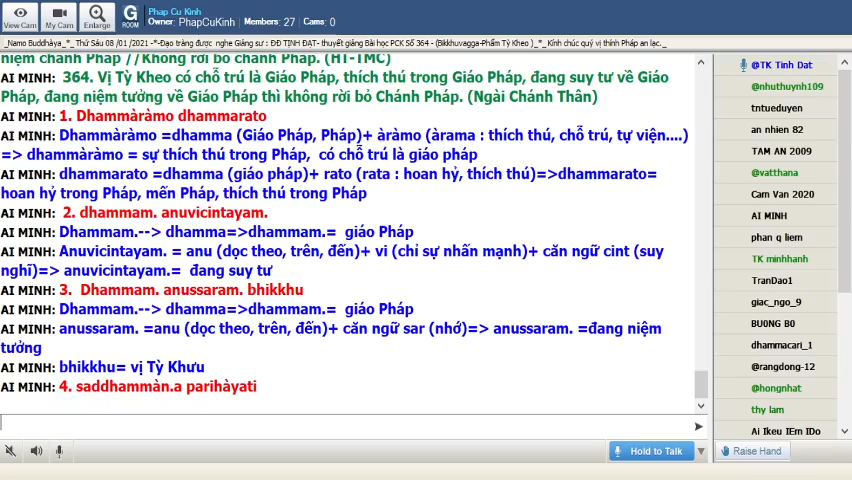 View Cam
My Cam
Enlarge
G
ROOM
Phap Cu Kinh
Owner: PhapCuKinh Members: 27 Cams: 0
_Namo Buddhàya_*_ Thứ Sáu 08 /01 /2021 -*-Đạo tràng được nghe Giảng sư : ĐĐ TỊNH ĐẠT- thuyết giảng Bài học PCK Số 364 - (Bikkhuvagga-Phẩm Tỳ Kheo )_*_ Kính chúc quý vị thính Pháp an lạc._
niệm chánh Pháp //Không rời bỏ chánh Pháp. (HT-TMC)
AI MINH: 364. Vị Tỳ Kheo có chỗ trú là Giáo Pháp, thích thú trong Giáo Pháp, đang suy tư về Giáo
Pháp, đang niệm tưởng về Giáo Pháp thì không rời bỏ Chánh Pháp. (Ngài Chánh Thân)
AI MINH: 1. Dhammàràmo dhammarato
AI MINH: Dhammàràmo =dhamma (Giáo Pháp, Pháp)+ àràmo (àrama : thích thú, chỗ trú, tự viện....)
=> dhammàràmo = sự thích thú trong Pháp, có chỗ trú là giáo pháp
AI MINH: dhammarato =dhamma (giáo pháp)+ rato (rata : hoan hỷ, thích thú)=>dhammarato=
hoan hỷ trong Pháp, mến Pháp, thích thú trong Pháp
AI MINH: 2. dhammam. anuvicintayam.
AI MINH: Dhammam.--> dhamma=>dhammam.= giáo Pháp
AI MINH: Anuvicintayam. = anu (dọc theo, trên, đến)+ vi (chỉ sự nhấn mạnh)+ căn ngữ cint (suy
nghĩ)=> anuvicintayam.= đang suy tư
AI MINH: 3. Dhammam. anussaram. bhikkhu
AI MINH: Dhammam.--> dhamma=>dhammam.= giáo Pháp
AI MINH: anussaram. =anu (dọc theo, trên, đến)+ căn ngữ sar (nhớ)=> anussaram. =đang niệm
tưởng
AI MINH: bhikkhu= vị Tỳ Khưu
AI MINH: 4. saddhammàn.a parihàyati
Hold to Talk
@TK Tinh Dat
@nhuthuynh109
tntueduyen
an nhien 82
TAM AN 2009
@vatthana
Cam Van 2020
AI MINH
phan q liem
TK minhhanh
TranDao1
giac_ngo_9
BU0NG B0
dhammacari_1
@rangdong-12
@hongnhat
thy lam
Ai Ikeu IEm IDo
Raise Hand